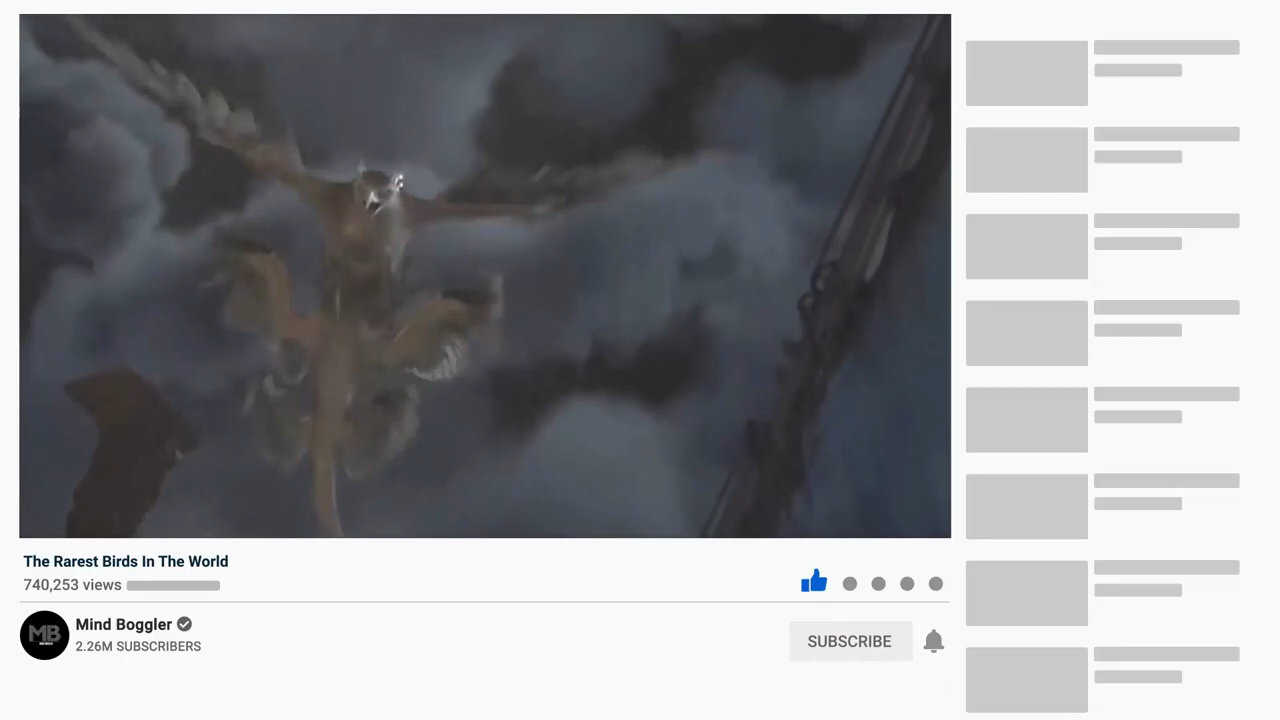 The Rarest Birds In The World
740,253 views
MB
Mind Boggler
2.26M SUBSCRIBERS
SUBSCRIBE